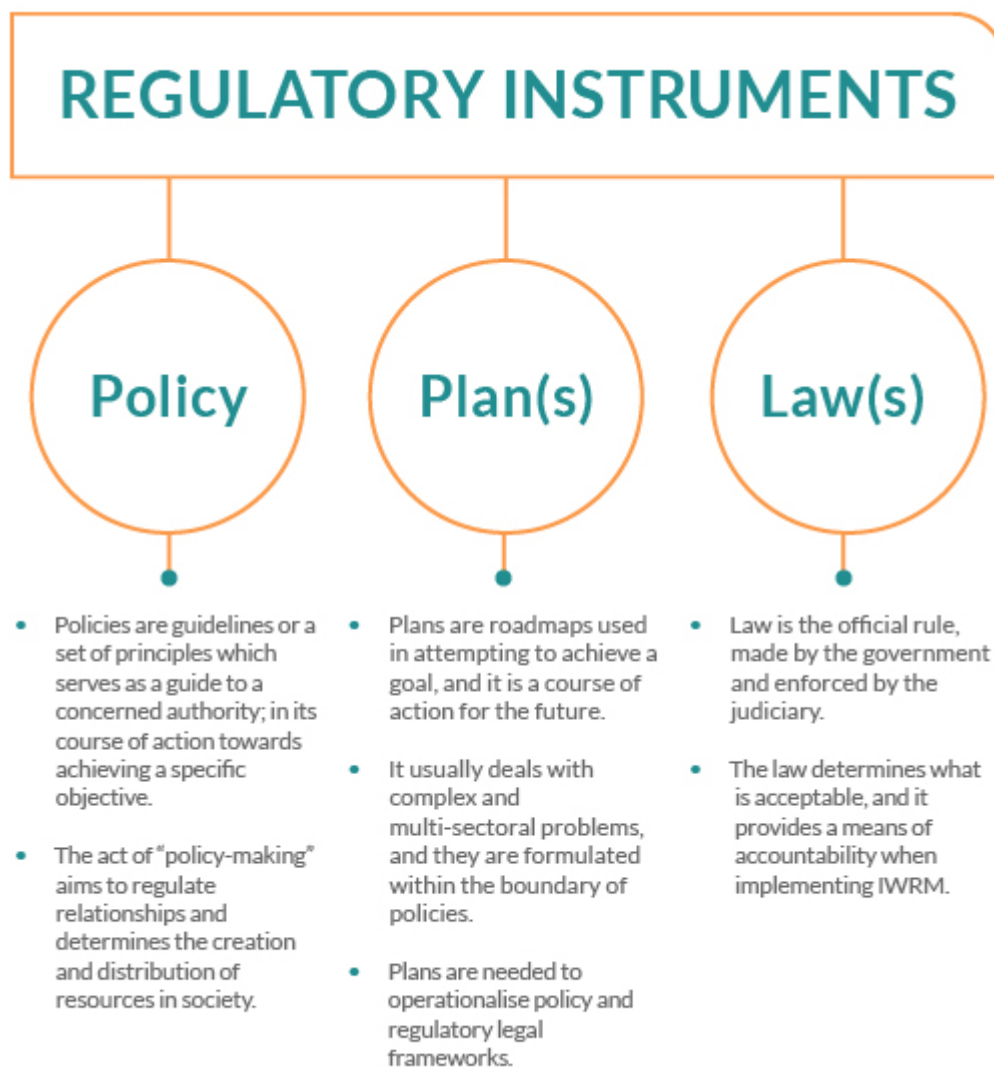 REGULATORY INSTRUMENTS
Policy
• Policies are guidelines or a
set of principles which
serves as a guide to a
concerned authority; in its
course of action towards
achieving a specific
objective.
• The act of “policy-making”
aims to regulate
relationships and
determines the creation
and distribution of
resources in society.
Plan(s)
• Plans are roadmaps used
in attempting to achieve a
goal, and it is a course of
action for the future.
• It usually deals with
complex and
multi-sectoral problems,
and they are formulated
within the boundary of
policies.
• Plans are needed to
operationalise policy and
regulatory legal
frameworks.
Law(s)
• Law is the official rule,
made by the government
and enforced by the
judiciary.
• The law determines what
is acceptable, and it
provides a means of
accountability when
implementing IWRM.